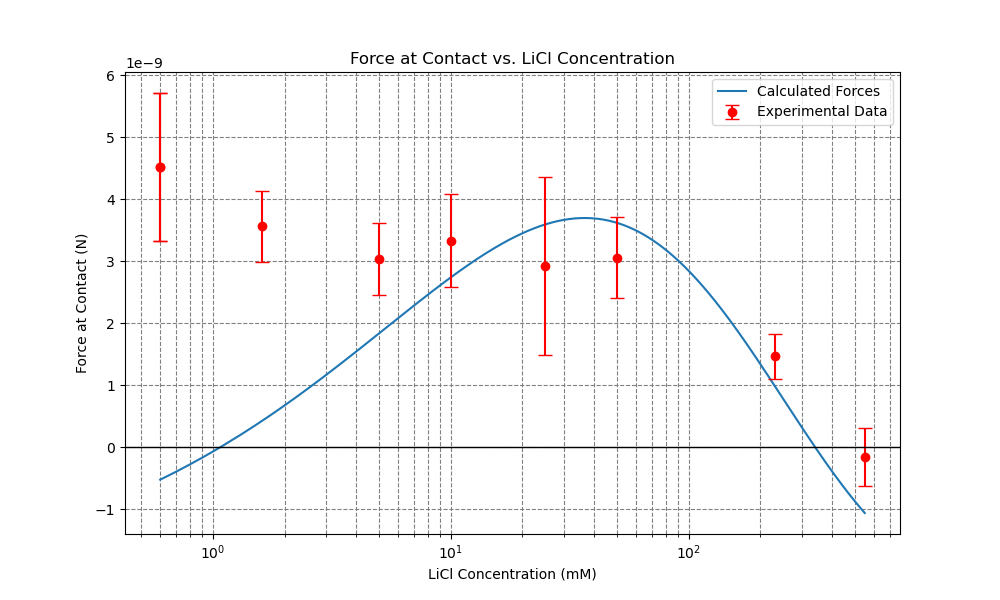 Force at Contact vs. LiCl Concentration
1e−9
6
5
4
3
2
1
0
−1
Force at Contact (N)
Calculated Forces
Experimental Data
10⁰ 10¹ 10²
LiCl Concentration (mM)